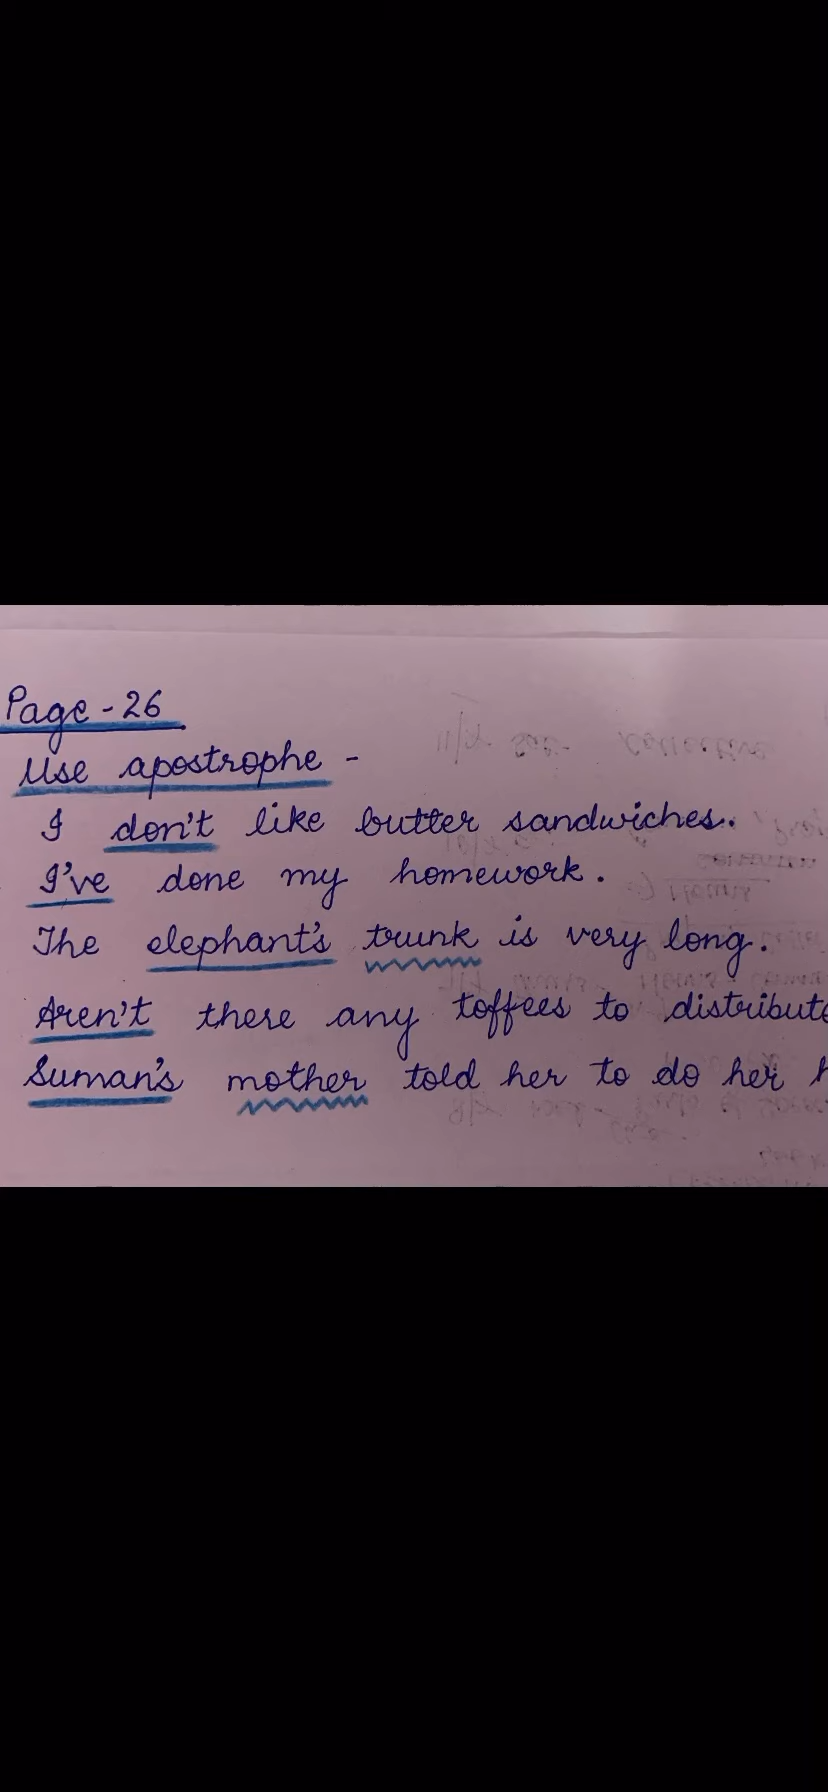 Page - 26
Use apostrophe -
I don't like butter sandwiches.
I've done my homework.
The elephant's trunk is very long.
Aren't there any toffees to distribute
Suman's mother told her to do her